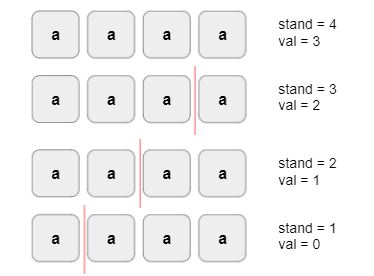 a a a a
stand = 4
val = 3
a a a a
stand = 3
val = 2
a a a a
stand = 2
val = 1
a a a a
stand = 1
val = 0